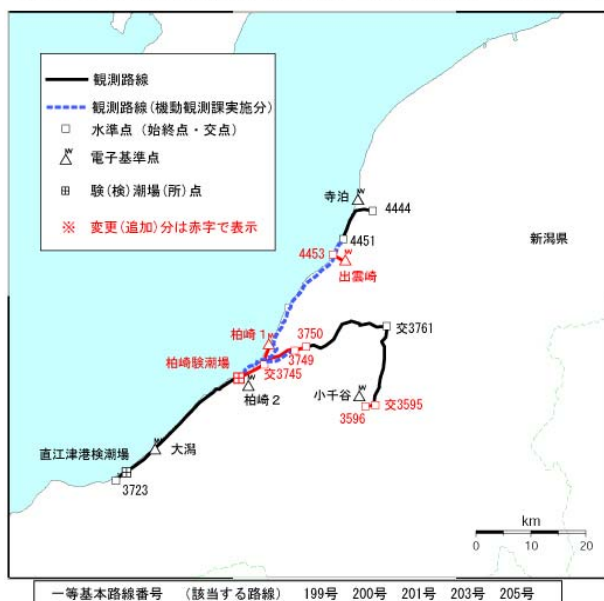 観測路線
観測路線(機動観測課実施分)
水準点（始終点・交点）
電子基準点
験(検)潮場(所)点
※ 変更(追加)分は赤字で表示
寺泊
4444
4451
新潟県
4453
出雲崎
柏崎１
3750
交3761
柏崎験潮場
3749
交3745
柏崎２
小千谷
交3595
3596
直江津港検潮場
大潟
3723
km
0 10 20
一等基本路線番号 （該当する路線） 199号 200号 201号 203号 205号